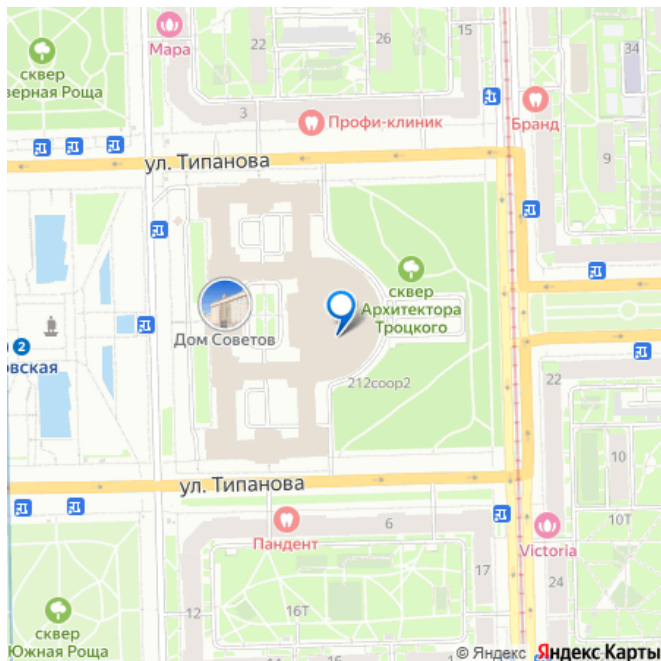 Мара
22
26
15
34
сквер
верная Роща
3
Профи-клиник
Бранд
ул. Типанова
9
сквер
Архитектора
Троцкого
Дом Советов
2
овская
212соор2
22
10
ул. Типанова
6
Пандент
10Т
Victoria
17
24
12
16Т
сквер
Южная Роща
© Яндекс Яндекс Карты